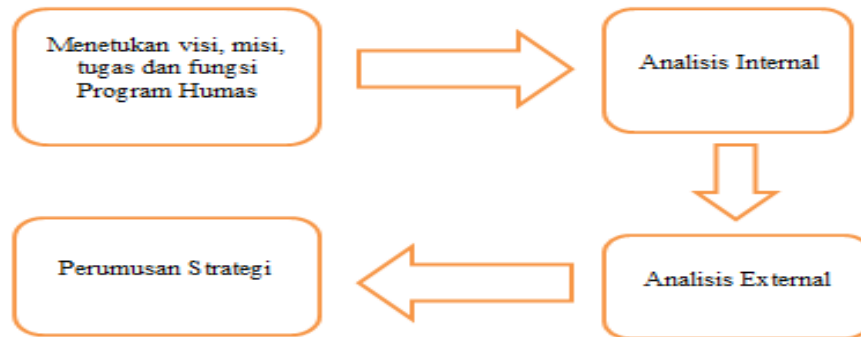 Menetukan visi, misi,
tugas dan fungsi
Program Humas
Analisis Internal
Analisis External
Perumusan Strategi